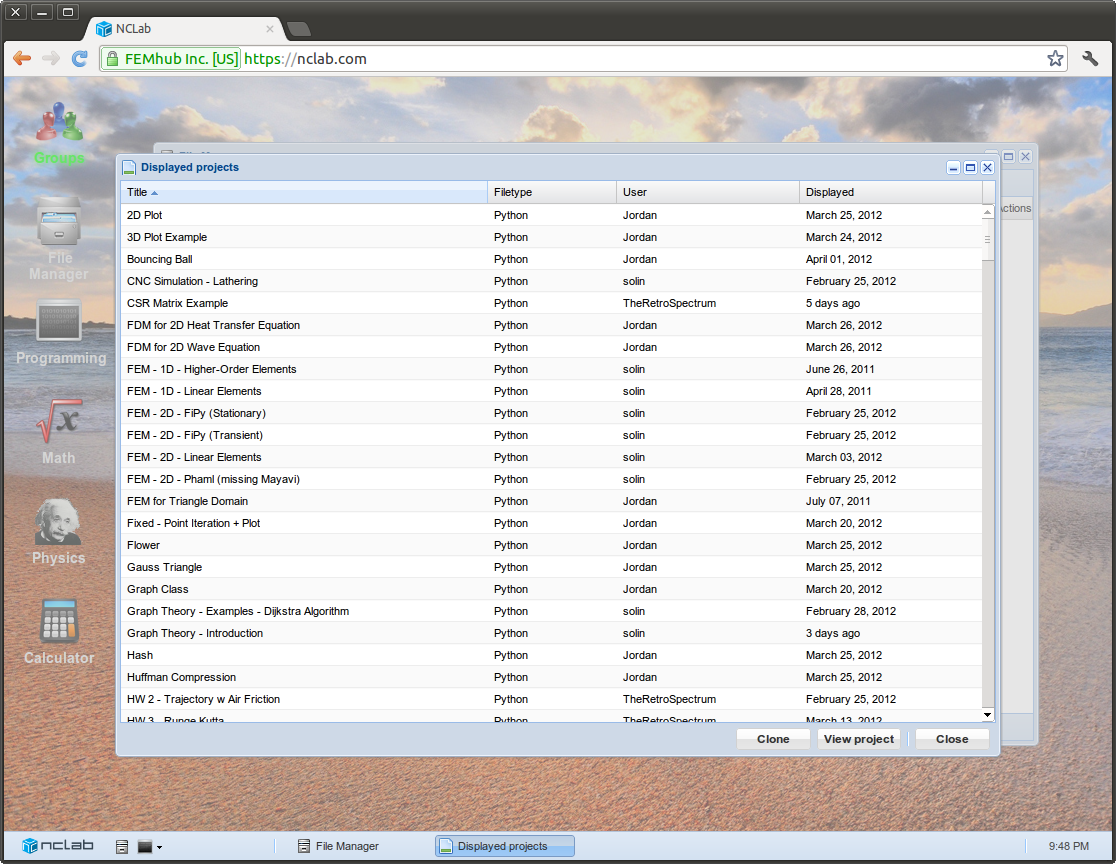 NCLab
FEMhub Inc. [US] https://nclab.com
Groups
File
Manager
Programming
Math
Physics
Calculator
Displayed projects
Actions
Title Filetype User Displayed
2D Plot Python Jordan March 25, 2012
3D Plot Example Python Jordan March 24, 2012
Bouncing Ball Python Jordan April 01, 2012
CNC Simulation - Lathering Python solin February 25, 2012
CSR Matrix Example Python TheRetroSpectrum 5 days ago
FDM for 2D Heat Transfer Equation Python Jordan March 26, 2012
FDM for 2D Wave Equation Python Jordan March 26, 2012
FEM - 1D - Higher-Order Elements Python solin June 26, 2011
FEM - 1D - Linear Elements Python solin April 28, 2011
FEM - 2D - FiPy (Stationary) Python solin February 25, 2012
FEM - 2D - FiPy (Transient) Python solin February 25, 2012
FEM - 2D - Linear Elements Python solin March 03, 2012
FEM - 2D - Phaml (missing Mayavi) Python solin February 25, 2012
FEM for Triangle Domain Python Jordan July 07, 2011
Fixed - Point Iteration + Plot Python Jordan March 20, 2012
Flower Python Jordan March 25, 2012
Gauss Triangle Python Jordan March 25, 2012
Graph Class Python Jordan March 20, 2012
Graph Theory - Examples - Dijkstra Algorithm Python solin February 28, 2012
Graph Theory - Introduction Python solin 3 days ago
Hash Python Jordan March 25, 2012
Huffman Compression Python Jordan March 25, 2012
HW 2 - Trajectory w Air Friction Python TheRetroSpectrum February 25, 2012
HW 3 - Runge Kutta Python TheRetroSpectrum March 13, 2012
Clone View project Close
nclab File Manager Displayed projects 9:48 PM